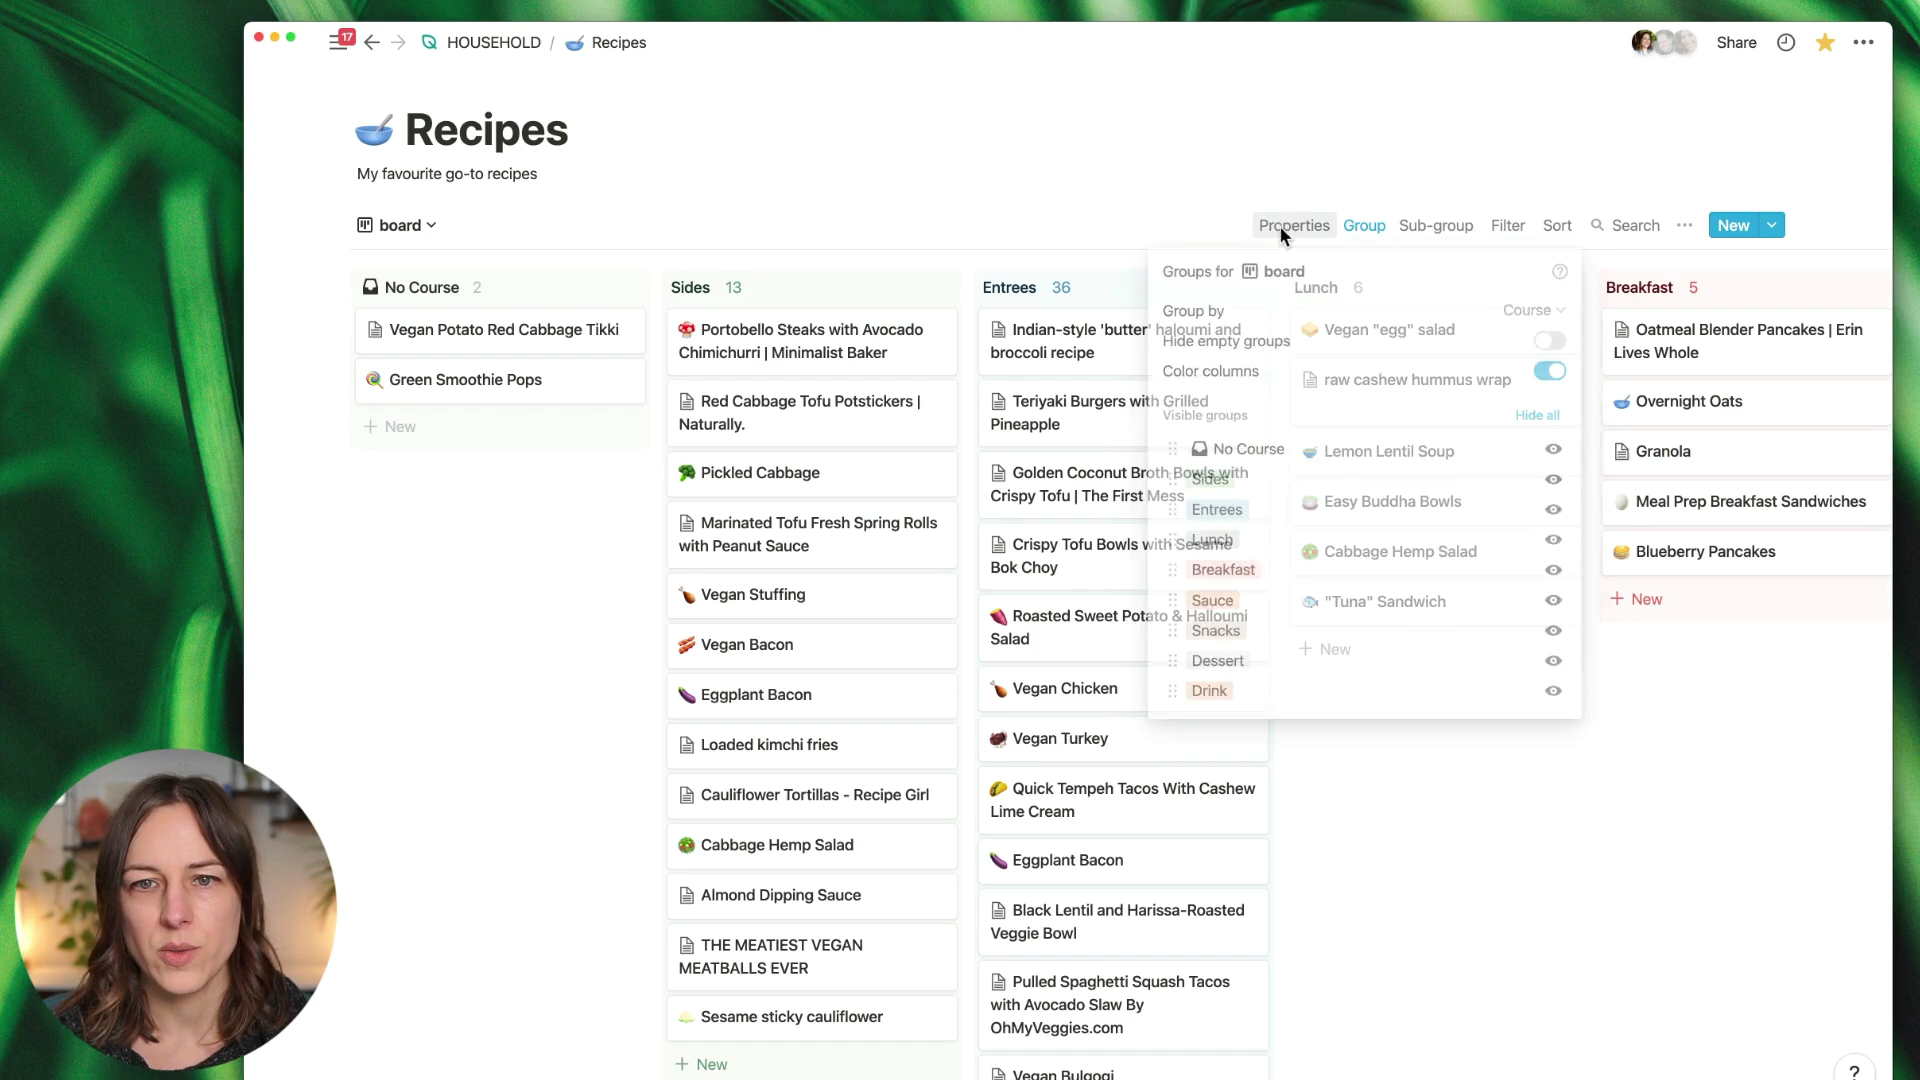 17
HOUSEHOLD / Recipes
Share
Recipes
My favourite go-to recipes
board
Properties
Group
Sub-group
Filter
Sort
Search
New
No Course 2
Vegan Potato Red Cabbage Tikki
Green Smoothie Pops
+ New
Sides 13
Portobello Steaks with Avocado
Chimichurri | Minimalist Baker
Red Cabbage Tofu Potstickers |
Naturally.
Pickled Cabbage
Marinated Tofu Fresh Spring Rolls
with Peanut Sauce
Vegan Stuffing
Vegan Bacon
Eggplant Bacon
Loaded kimchi fries
Cauliflower Tortillas - Recipe Girl
Cabbage Hemp Salad
Almond Dipping Sauce
THE MEATIEST VEGAN
MEATBALLS EVER
Sesame sticky cauliflower
+ New
Entrees 36
Indian-style 'butter' haloumi and
broccoli recipe
Teriyaki Burgers with Grilled
Pineapple
Golden Coconut Broth Bowls with
Crispy Tofu | The First Mess
Crispy Tofu Bowls with Sesame
Bok Choy
Roasted Sweet Potato & Halloumi
Salad
Vegan Chicken
Vegan Turkey
Quick Tempeh Tacos With Cashew
Lime Cream
Eggplant Bacon
Black Lentil and Harissa-Roasted
Veggie Bowl
Pulled Spaghetti Squash Tacos
with Avocado Slaw By
OhMyVeggies.com
Vegan Bulgogi
Groups for board
Group by
Course
Hide empty groups
Color columns
Visible groups
Hide all
No Course
Sides
Entrees
Lunch
Breakfast
Sauce
Snacks
Dessert
Drink
Lunch 6
Vegan "egg" salad
raw cashew hummus wrap
Lemon Lentil Soup
Easy Buddha Bowls
Cabbage Hemp Salad
"Tuna" Sandwich
+ New
Breakfast 5
Oatmeal Blender Pancakes | Erin
Lives Whole
Overnight Oats
Granola
Meal Prep Breakfast Sandwiches
Blueberry Pancakes
+ New
?